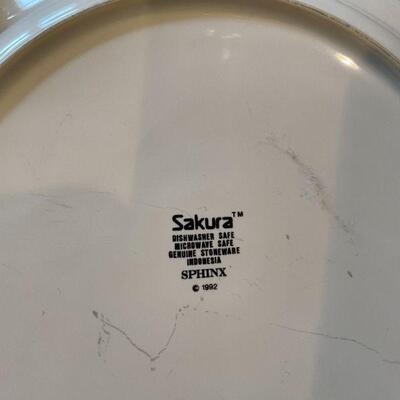 Sakura™
DISHWASHER SAFE
MICROWAVE SAFE
GENUINE STONEWARE
INDONESIA
SPHINX
© 1992